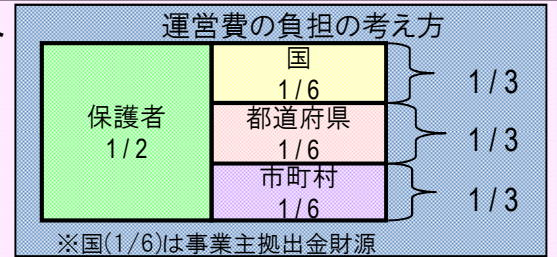 運営費の負担の考え方
保護者
1/2
国
1/6
都道府県
1/6
市町村
1/6
1/3
1/3
1/3
※国(1/6)は事業主拠出金財源